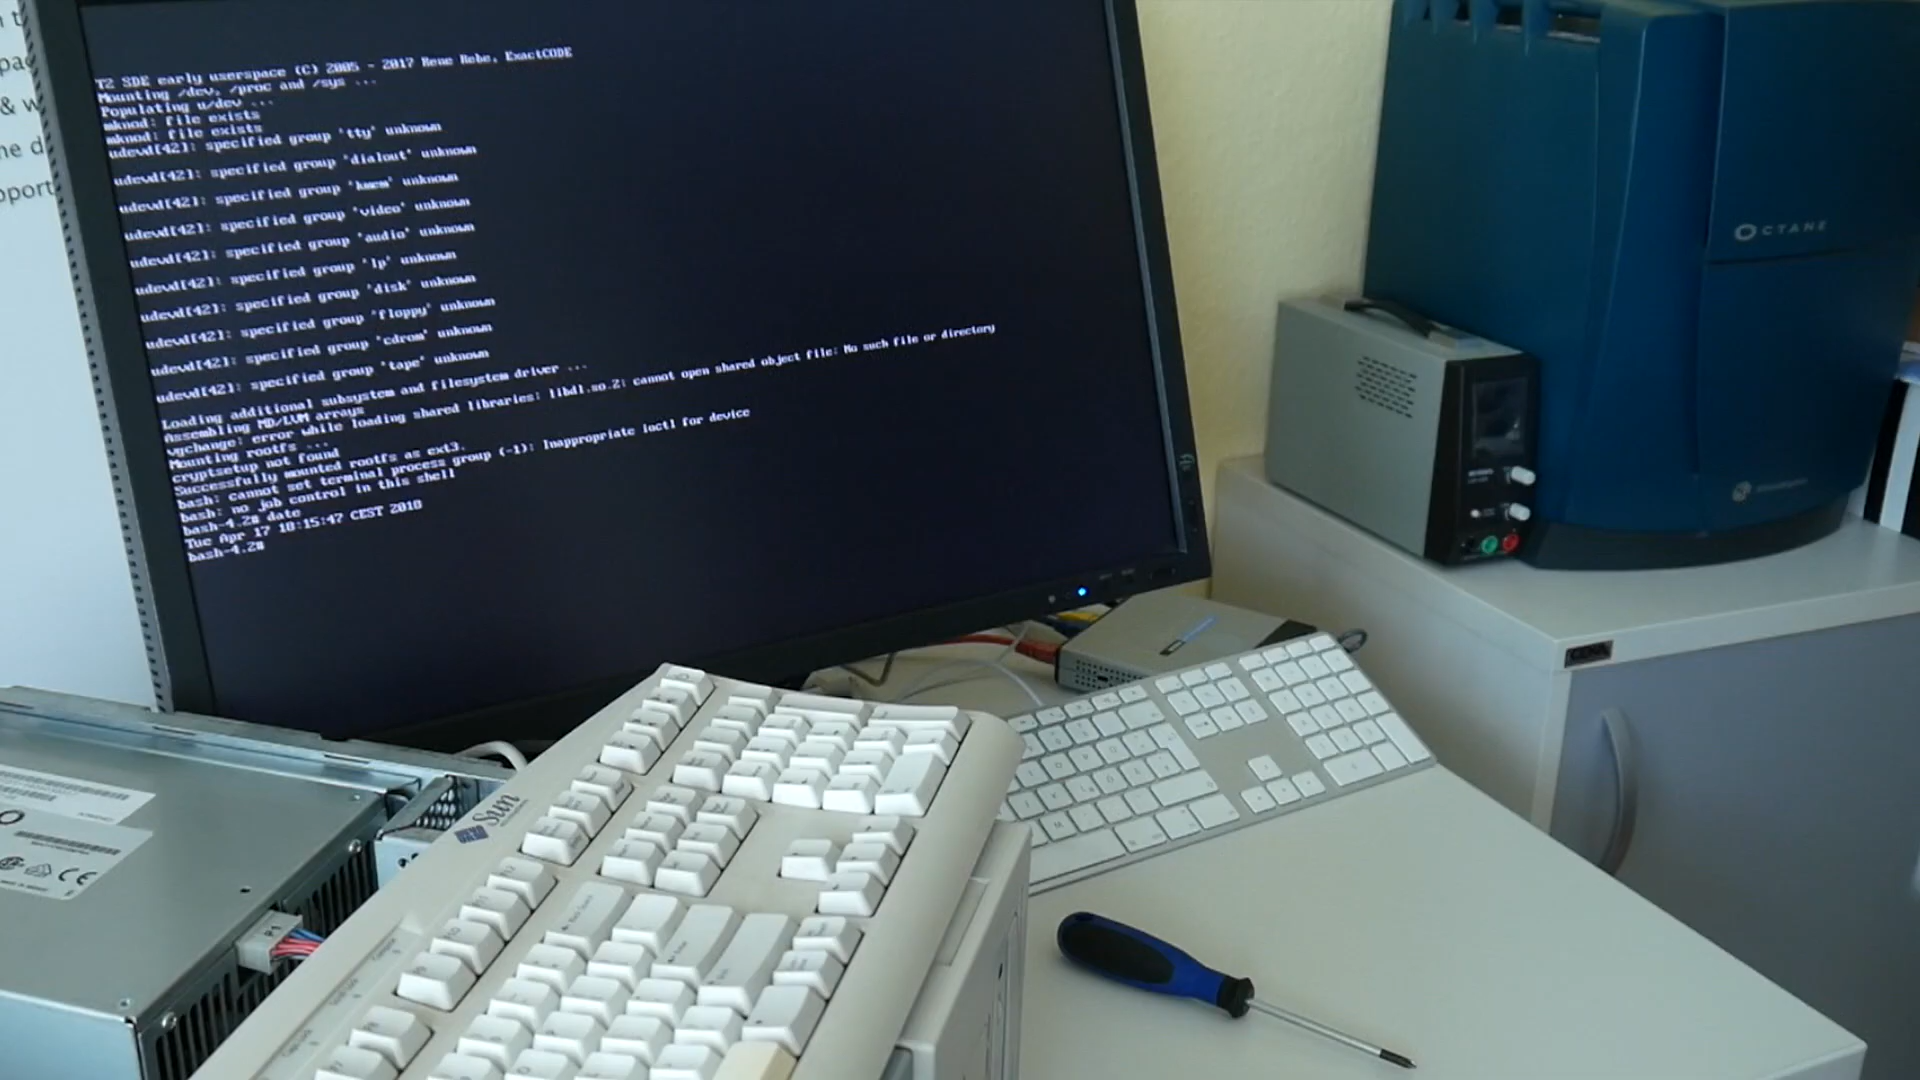 T2 SDE early userspace (C) 2005 - 2017 Rene Rebe, ExactCODE
Mounting /dev, /proc and /sys ...
Populating u/dev ...
mknod: file exists
mknod: file exists
udevd[42]: specified group 'tty' unknown
udevd[42]: specified group 'dialout' unknown
udevd[42]: specified group 'kmem' unknown
udevd[42]: specified group 'video' unknown
udevd[42]: specified group 'audio' unknown
udevd[42]: specified group 'lp' unknown
udevd[42]: specified group 'disk' unknown
udevd[42]: specified group 'floppy' unknown
udevd[42]: specified group 'cdrom' unknown
udevd[42]: specified group 'tape' unknown
Loading additional subsystem and filesystem driver ...
Assembling MD/LVM arrays
vgchange: error while loading shared libraries: libdl.so.2: cannot open shared object file: No such file or directory
Mounting rootfs ...
cryptsetup not found
Successfully mounted rootfs as ext3.
bash: cannot set terminal process group (-1): Inappropriate ioctl for device
bash: no job control in this shell
bash-4.2# date
Tue Apr 17 10:15:47 CEST 2018
bash-4.2#
OCTANE
Sun
P1